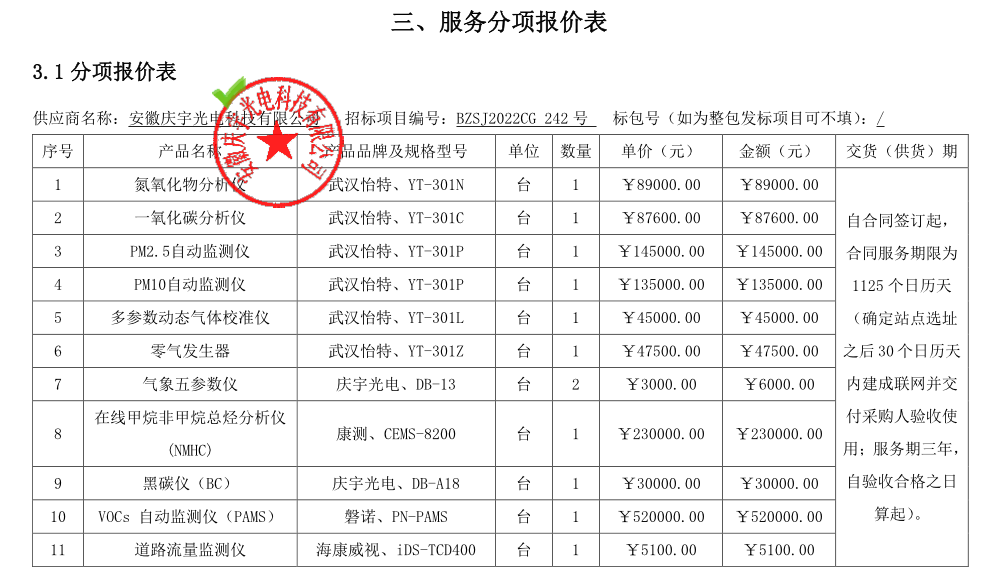 三、服务分项报价表
3.1 分项报价表
供应商名称：安徽庆宇光电科技有限公司 招标项目编号：BZSJ2022CG 242 号 标包号（如为整包发标项目可不填）：/
安徽庆宇光电科技有限公司
序号 产品名称 产品品牌及规格型号 单位 数量 单价（元） 金额（元） 交货（供货）期
1 氮氧化物分析仪 武汉怡特、YT-301N 台 1 ￥89000.00 ￥89000.00
2 一氧化碳分析仪 武汉怡特、YT-301C 台 1 ￥87600.00 ￥87600.00
3 PM2.5自动监测仪 武汉怡特、YT-301P 台 1 ￥145000.00 ￥145000.00
4 PM10自动监测仪 武汉怡特、YT-301P 台 1 ￥135000.00 ￥135000.00
5 多参数动态气体校准仪 武汉怡特、YT-301L 台 1 ￥45000.00 ￥45000.00
6 零气发生器 武汉怡特、YT-301Z 台 1 ￥47500.00 ￥47500.00
7 气象五参数仪 庆宇光电、DB-13 台 2 ￥3000.00 ￥6000.00
8 在线甲烷非甲烷总烃分析仪
(NMHC) 康测、CEMS-8200 台 1 ￥230000.00 ￥230000.00
9 黑碳仪（BC） 庆宇光电、DB-A18 台 1 ￥30000.00 ￥30000.00
10 VOCs 自动监测仪（PAMS） 磐诺、PN-PAMS 台 1 ￥520000.00 ￥520000.00
11 道路流量监测仪 海康威视、iDS-TCD400 台 1 ￥5100.00 ￥5100.00
自合同签订起，
合同服务期限为
1125 个日历天
（确定站点选址
之后 30 个日历天
内建成联网并交
付采购人验收使
用；服务期三年，
自验收合格之日
算起）。